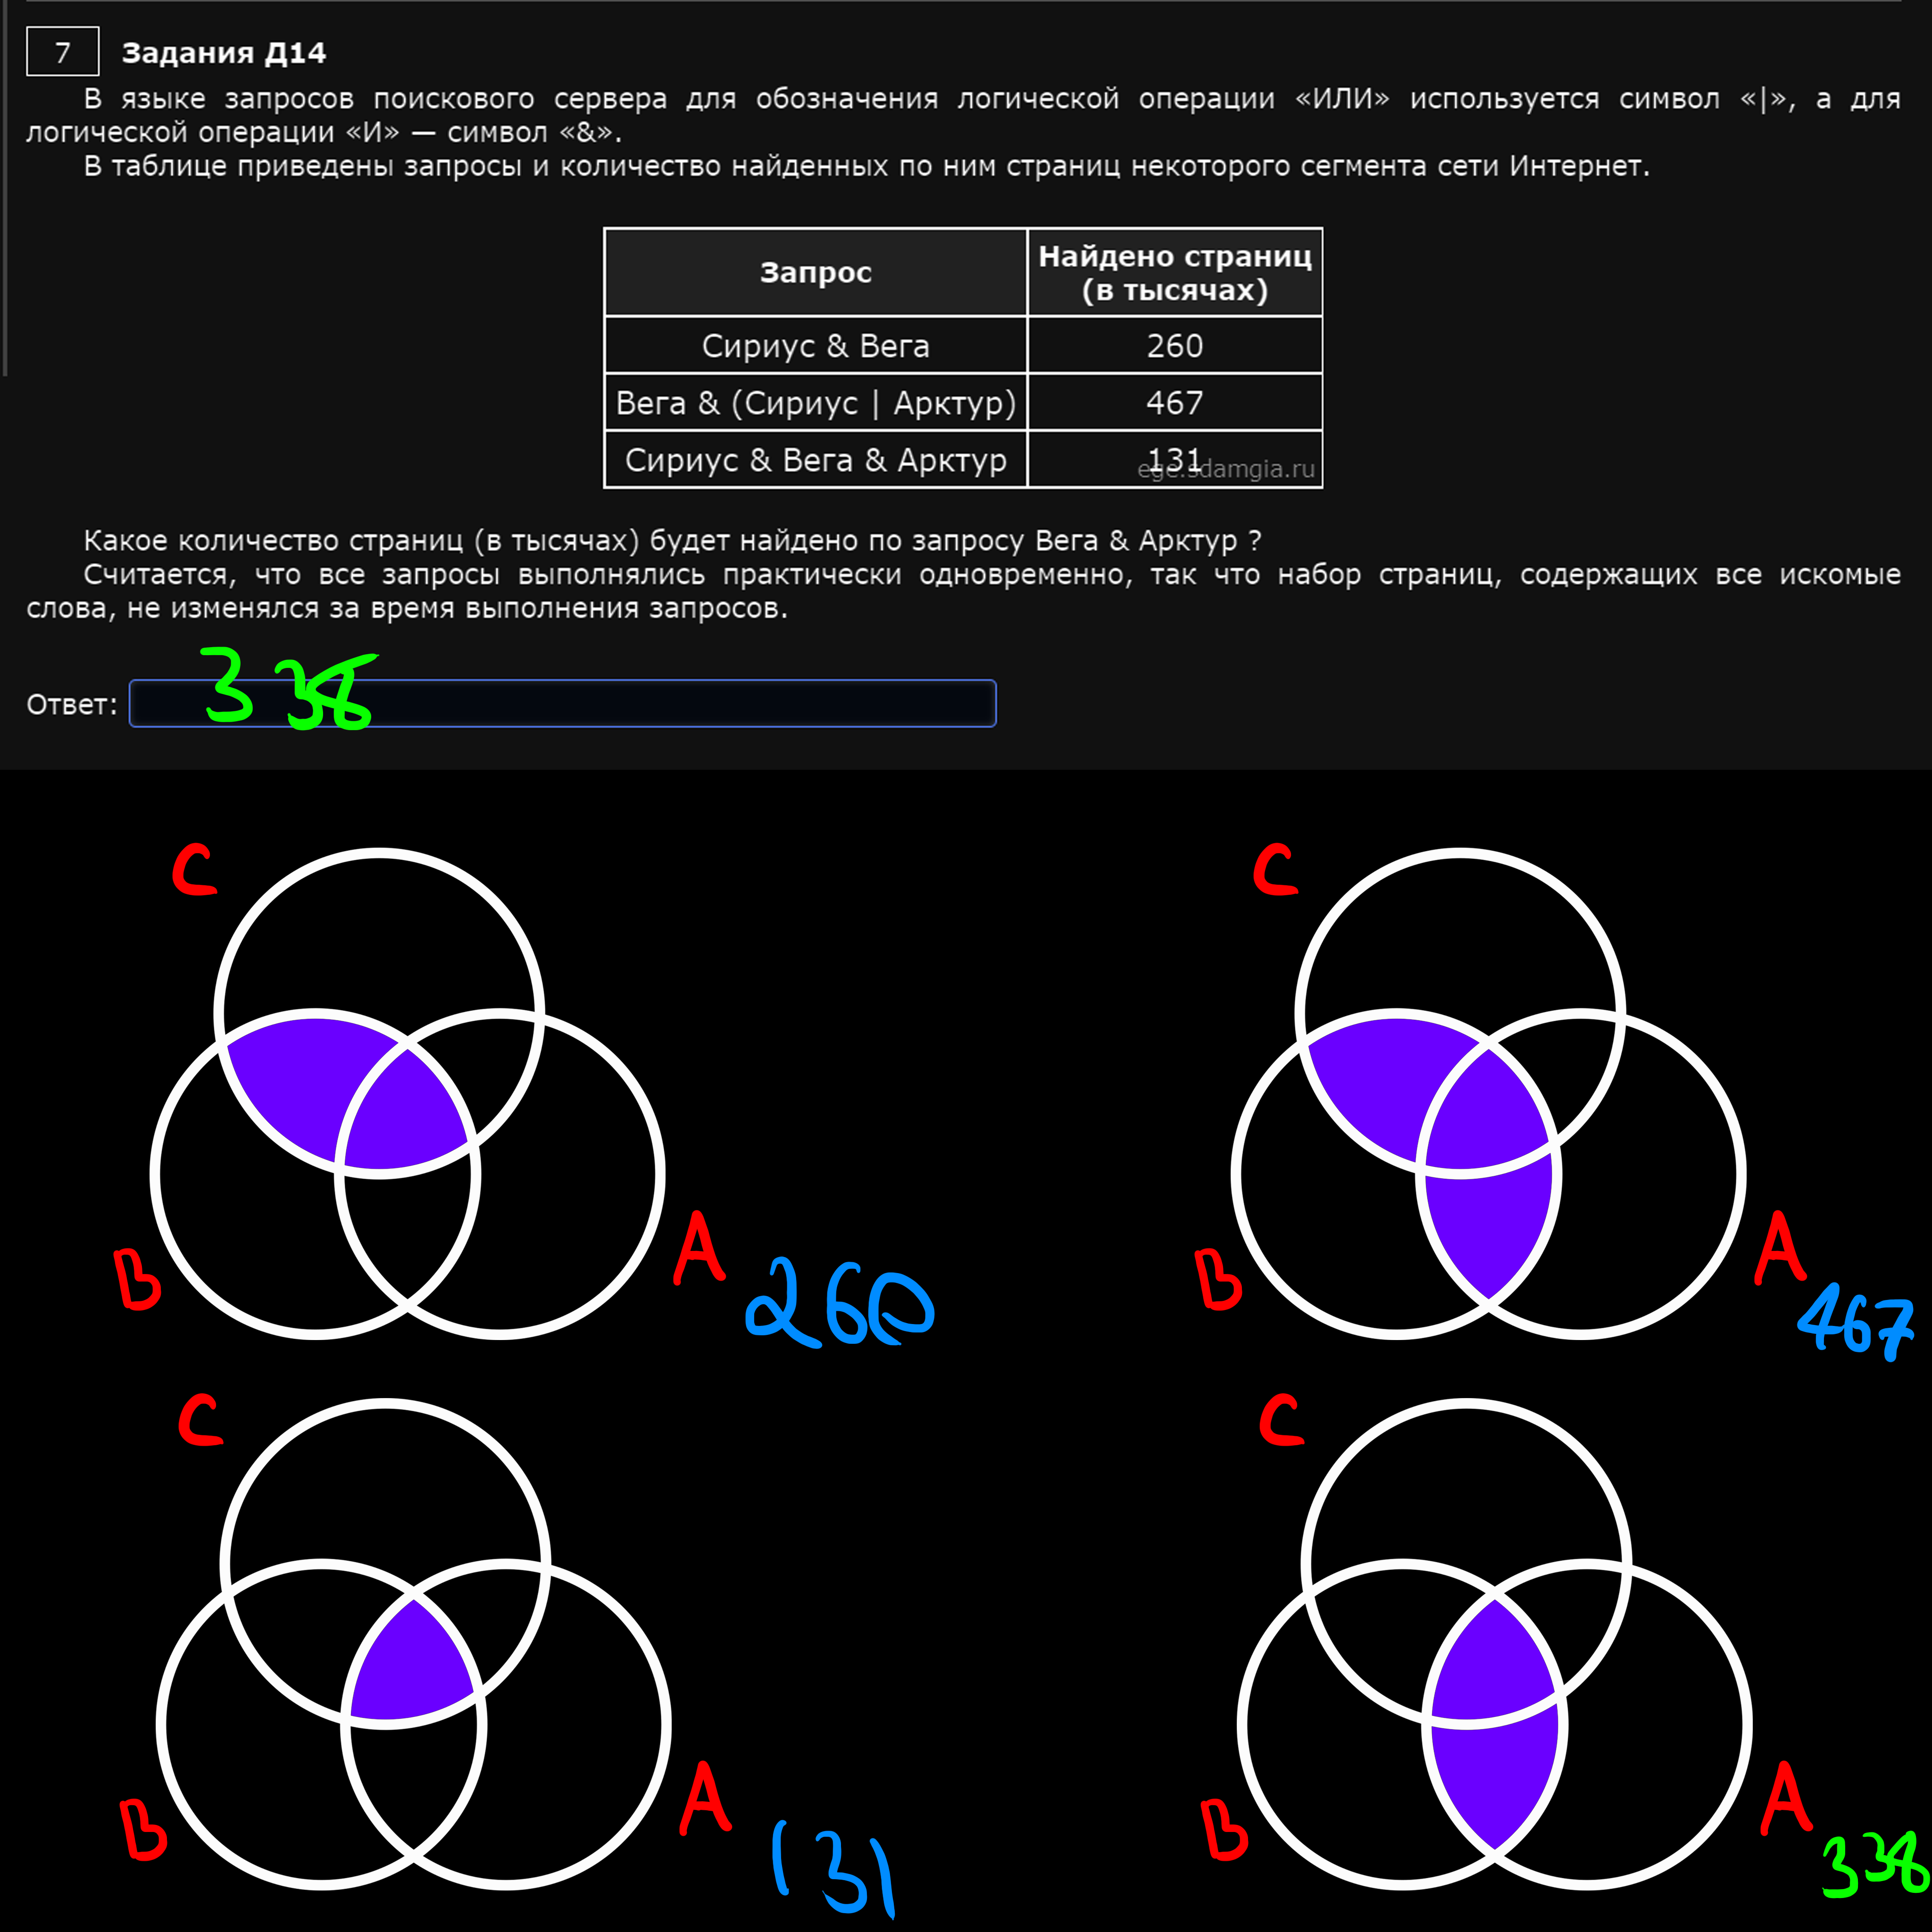 7 Задания Д14
В языке запросов поискового сервера для обозначения логической операции «ИЛИ» используется символ «|», а для
логической операции «И» — символ «&».
В таблице приведены запросы и количество найденных по ним страниц некоторого сегмента сети Интернет.
Запрос Найдено страниц
(в тысячах)
Сириус & Вега 260
Вега & (Сириус | Арктур) 467
Сириус & Вега & Арктур 131
ege.sdamgia.ru
Какое количество страниц (в тысячах) будет найдено по запросу Вега & Арктур ?
Считается, что все запросы выполнялись практически одновременно, так что набор страниц, содержащих все искомые
слова, не изменялся за время выполнения запросов.
Ответ: 338
С С
В А 260 В А 467
С С
В А 131 В А 338